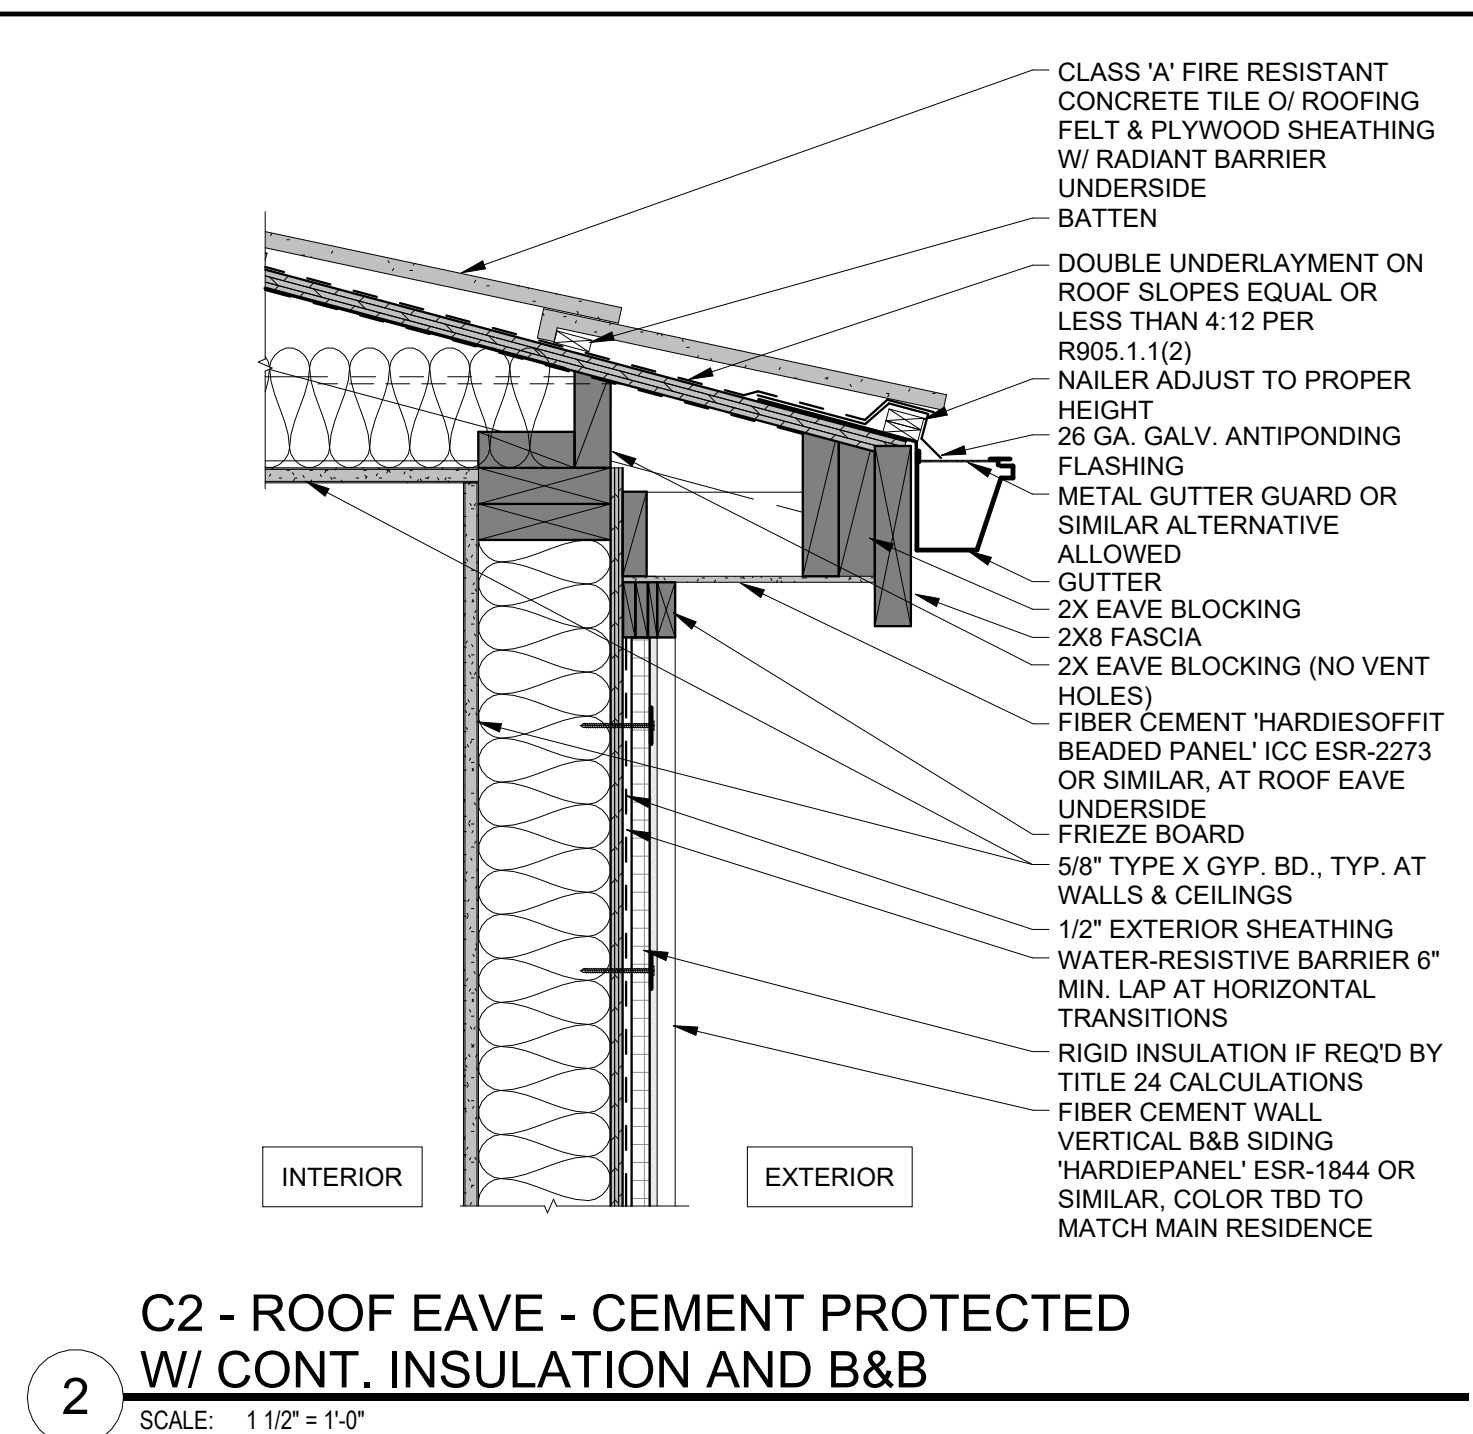 CLASS 'A' FIRE RESISTANT
CONCRETE TILE O/ ROOFING
FELT & PLYWOOD SHEATHING
W/ RADIANT BARRIER
UNDERSIDE
BATTEN
DOUBLE UNDERLAYMENT ON
ROOF SLOPES EQUAL OR
LESS THAN 4:12 PER
R905.1.1(2)
NAILER ADJUST TO PROPER
HEIGHT
26 GA. GALV. ANTIPONDING
FLASHING
METAL GUTTER GUARD OR
SIMILAR ALTERNATIVE
ALLOWED
GUTTER
2X EAVE BLOCKING
2X8 FASCIA
2X EAVE BLOCKING (NO VENT
HOLES)
FIBER CEMENT 'HARDIESOFFIT
BEADED PANEL' ICC ESR-2273
OR SIMILAR, AT ROOF EAVE
UNDERSIDE
FRIEZE BOARD
5/8" TYPE X GYP. BD., TYP. AT
WALLS & CEILINGS
1/2" EXTERIOR SHEATHING
WATER-RESISTIVE BARRIER 6"
MIN. LAP AT HORIZONTAL
TRANSITIONS
RIGID INSULATION IF REQ'D BY
TITLE 24 CALCULATIONS
FIBER CEMENT WALL
VERTICAL B&B SIDING
'HARDIEPANEL' ESR-1844 OR
SIMILAR, COLOR TBD TO
MATCH MAIN RESIDENCE
INTERIOR
EXTERIOR
C2 - ROOF EAVE - CEMENT PROTECTED
W/ CONT. INSULATION AND B&B
2
SCALE: 1 1/2" = 1'-0"